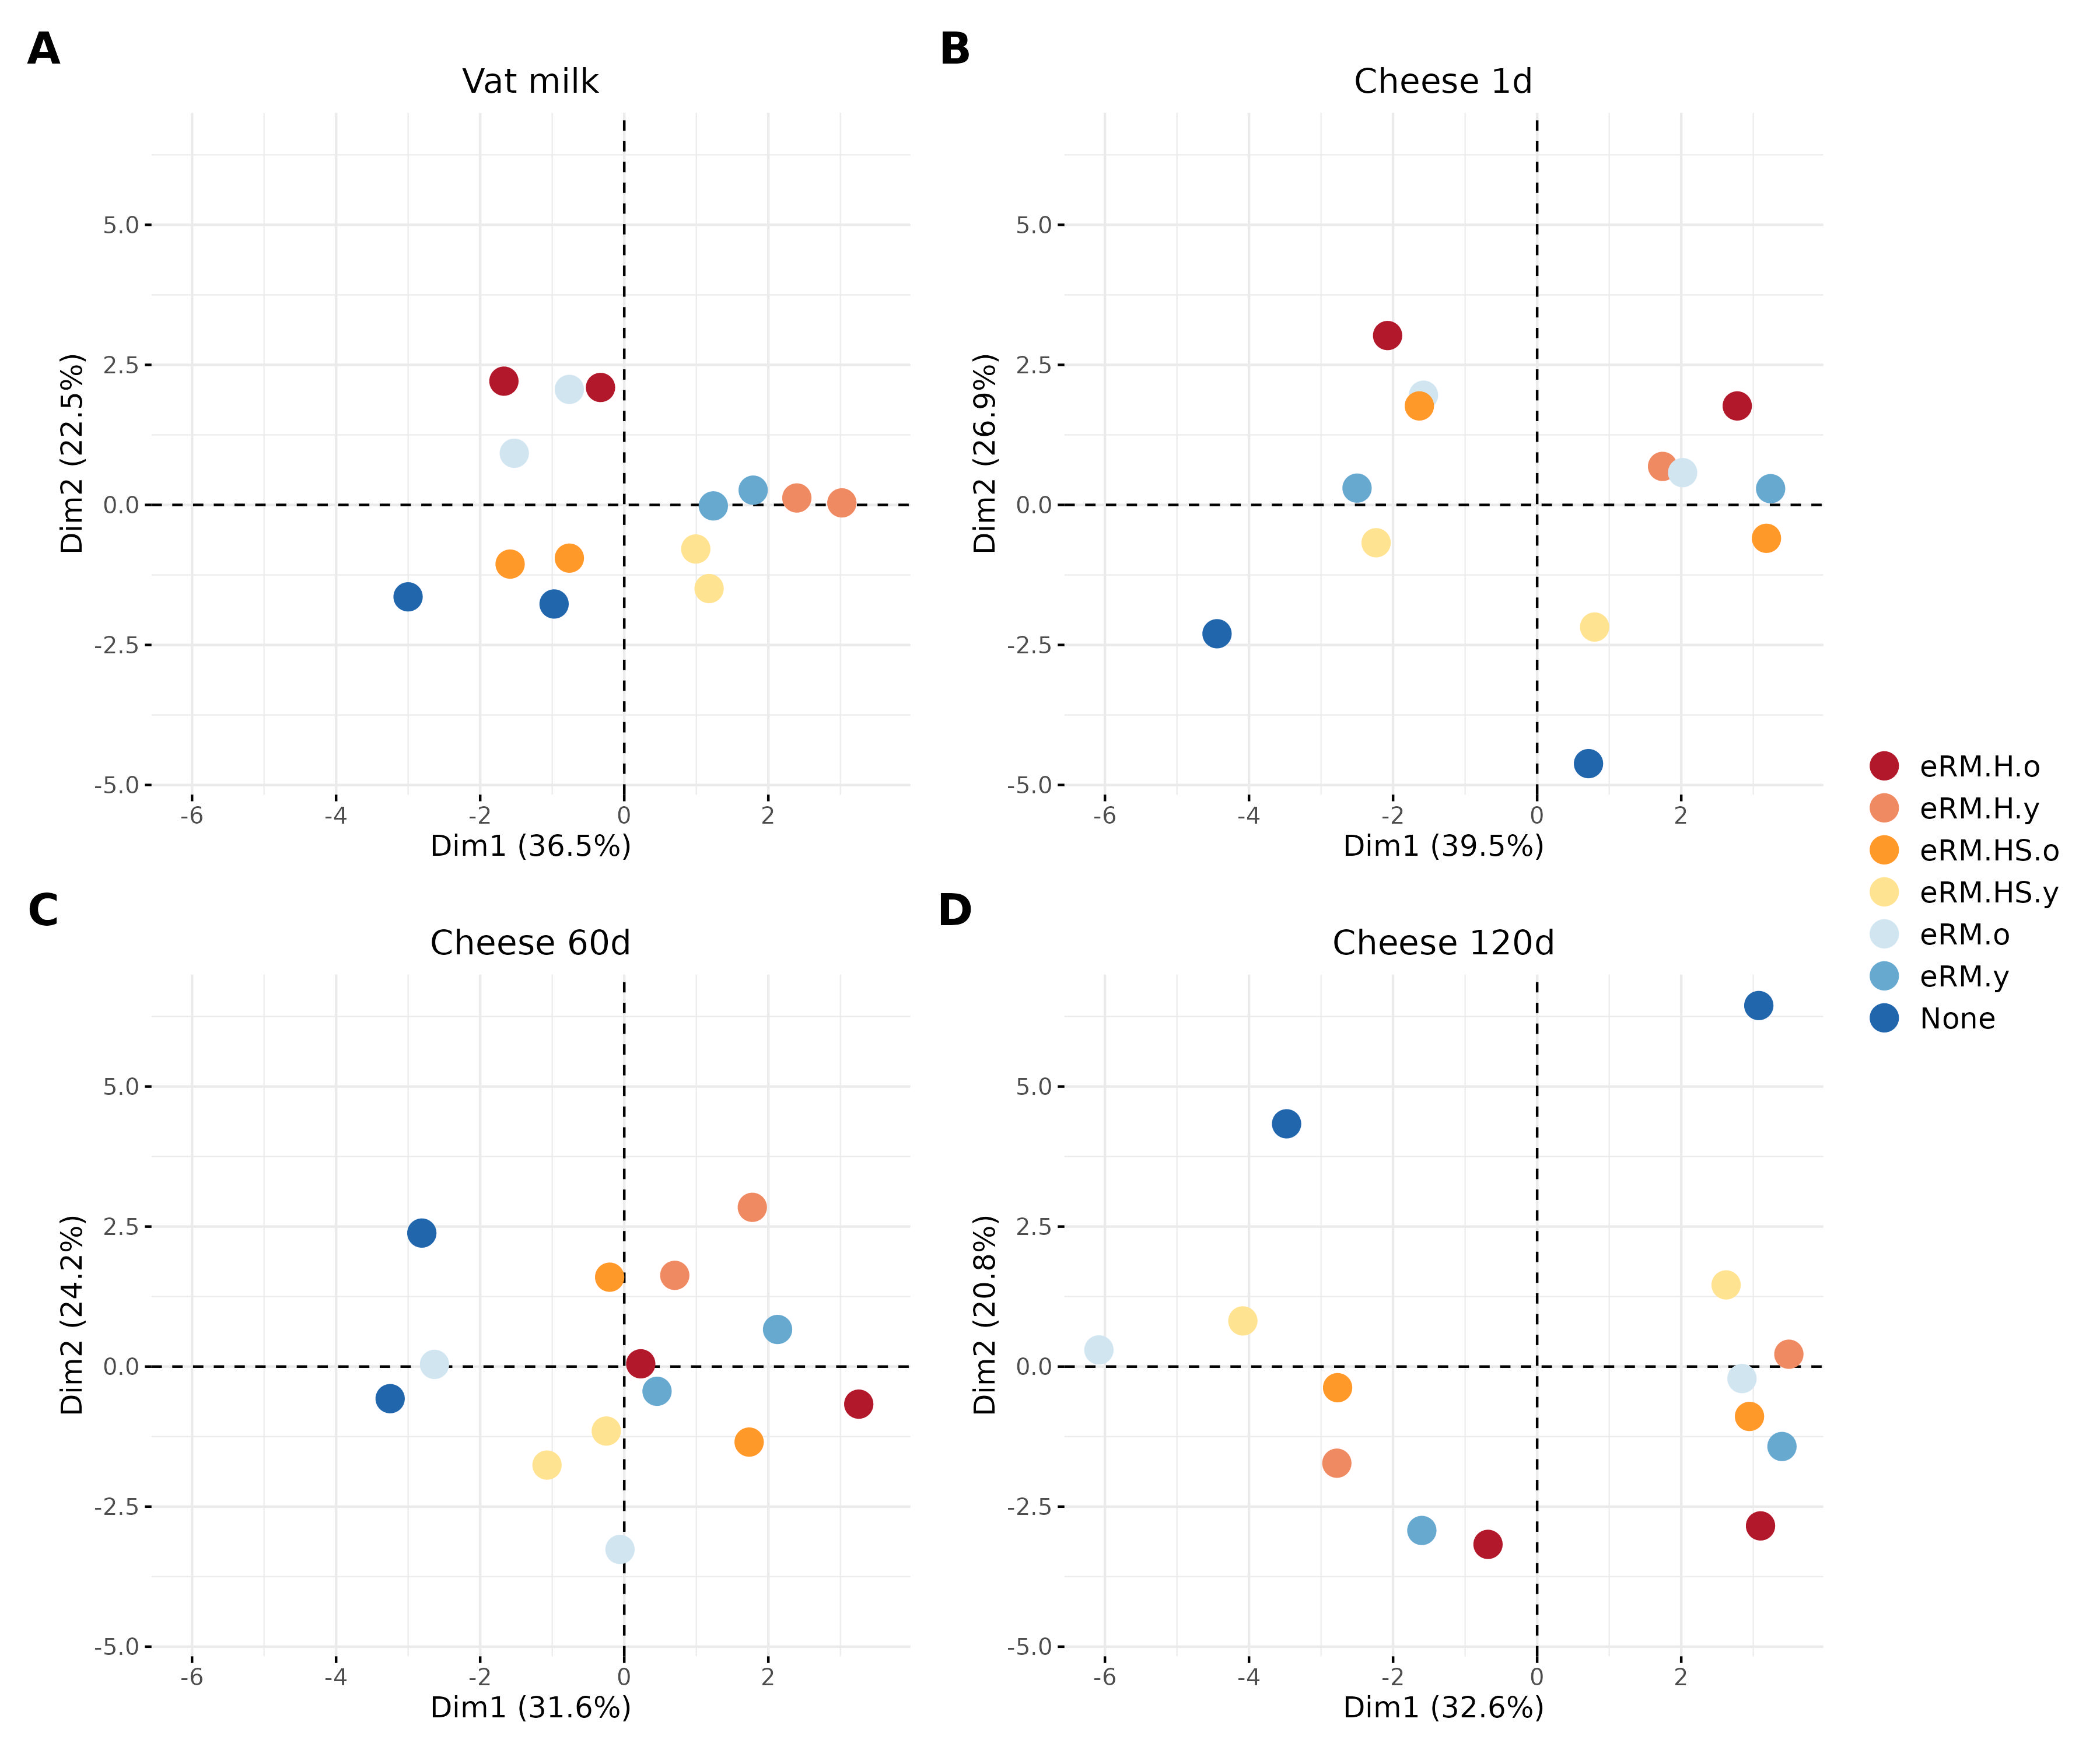 A
Vat milk
5.0
2.5
0.0
-2.5
-5.0
Dim2 (22.5%)
-6 -4 -2 0 2
Dim1 (36.5%)
B
Cheese 1d
5.0
2.5
0.0
-2.5
-5.0
Dim2 (26.9%)
-6 -4 -2 0 2
Dim1 (39.5%)
C
Cheese 60d
5.0
2.5
0.0
-2.5
-5.0
Dim2 (24.2%)
-6 -4 -2 0 2
Dim1 (31.6%)
D
Cheese 120d
5.0
2.5
0.0
-2.5
-5.0
Dim2 (20.8%)
-6 -4 -2 0 2
Dim1 (32.6%)
eRM.H.o
eRM.H.y
eRM.HS.o
eRM.HS.y
eRM.o
eRM.y
None